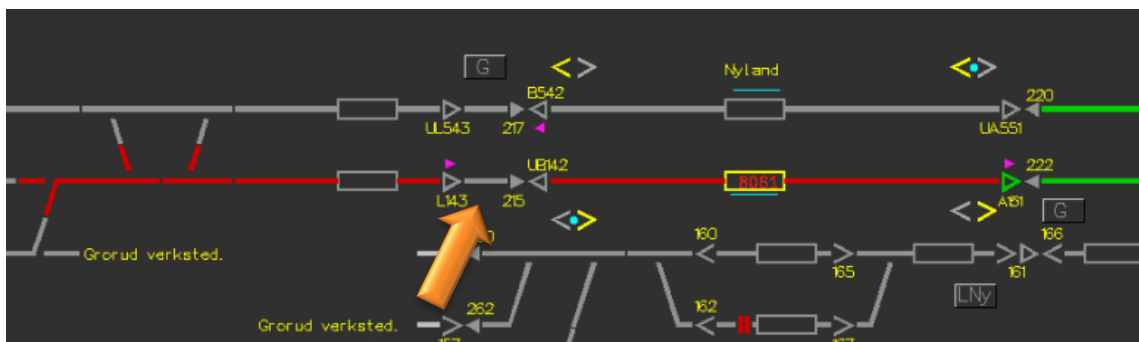 G
B542
Nyland
220
UL543
217
UA551
UB142
8061
222
L143
215
A151
G
160
166
Grorud verksted.
165
161
LNy
262
162
Grorud verksted.